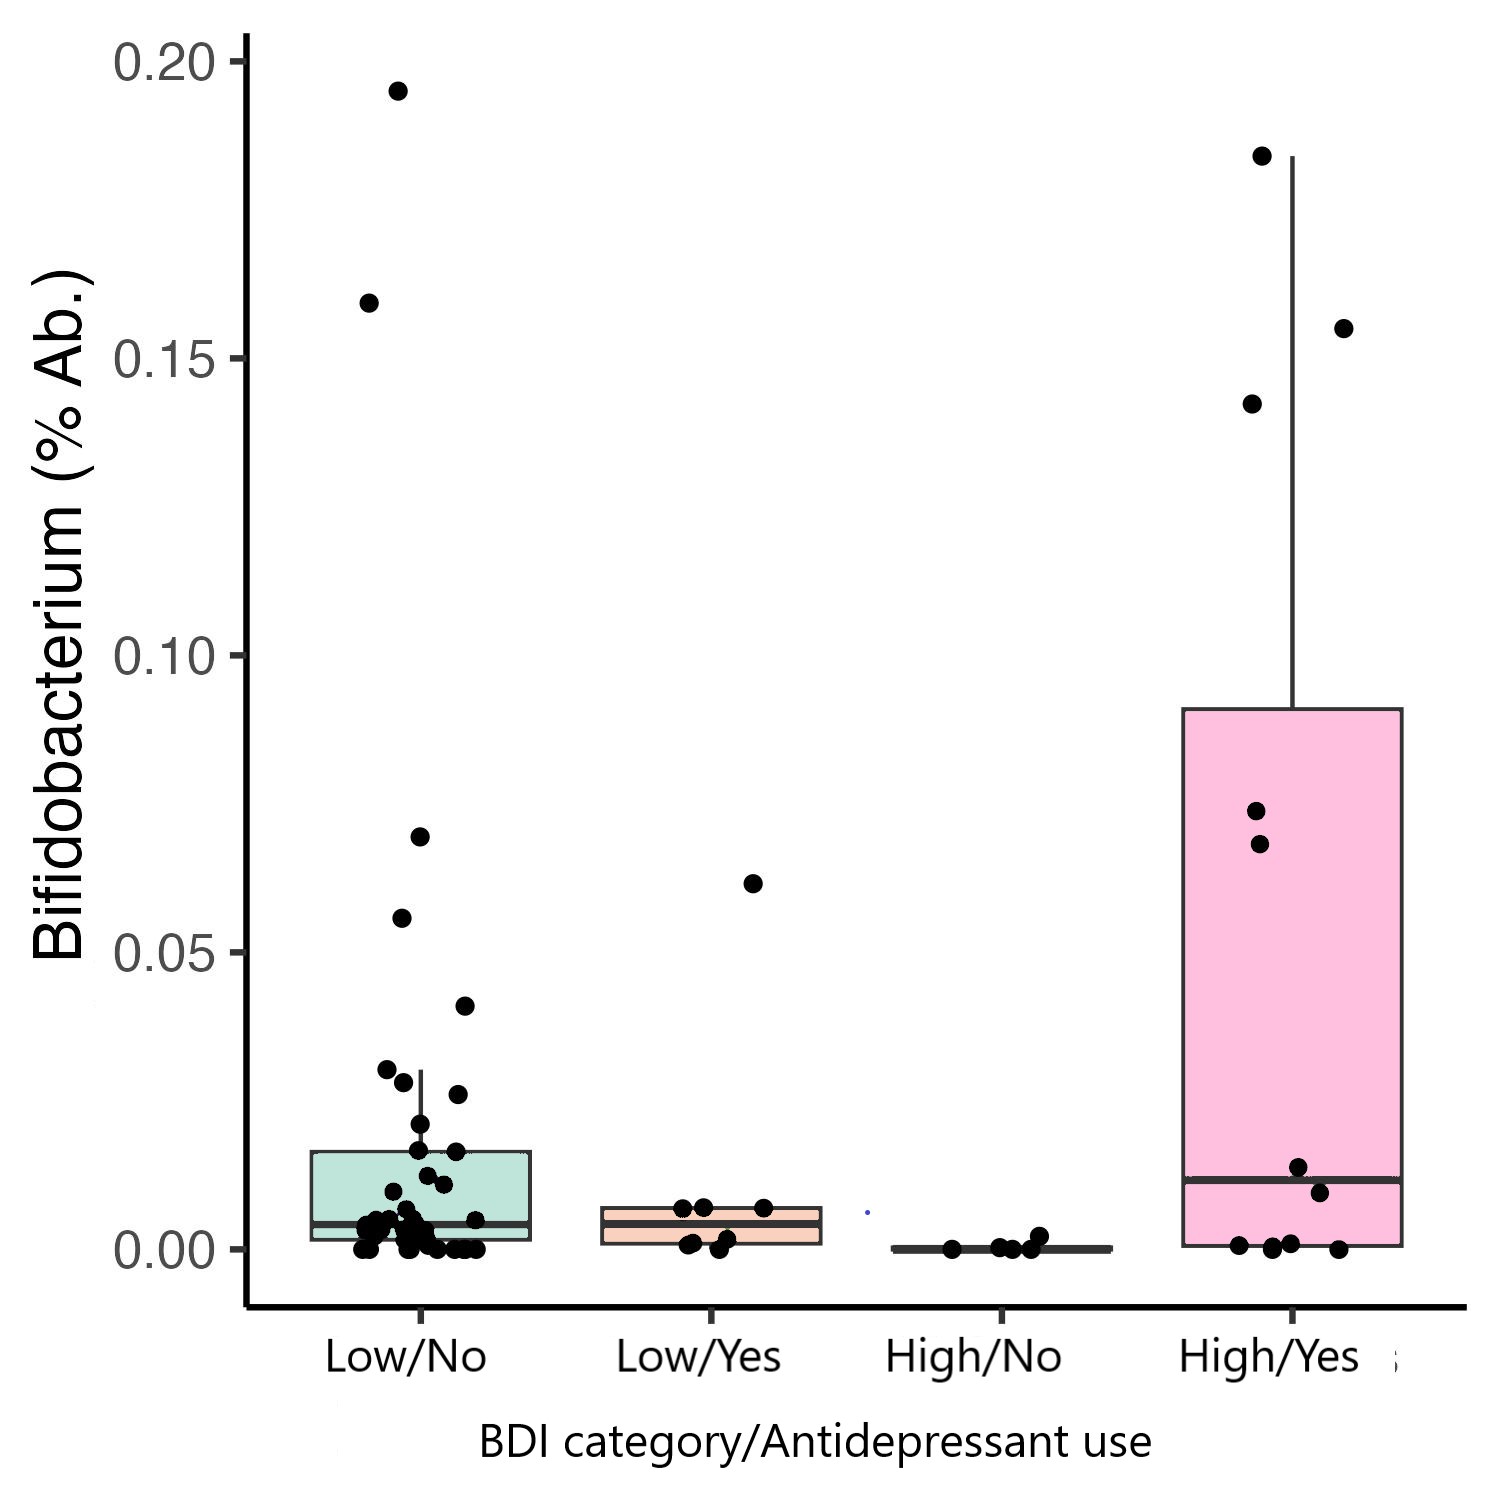 0.20
0.15
0.10
0.05
0.00
Bifidobacterium (% Ab.)
Low/No Low/Yes High/No High/Yes
BDI category/Antidepressant use